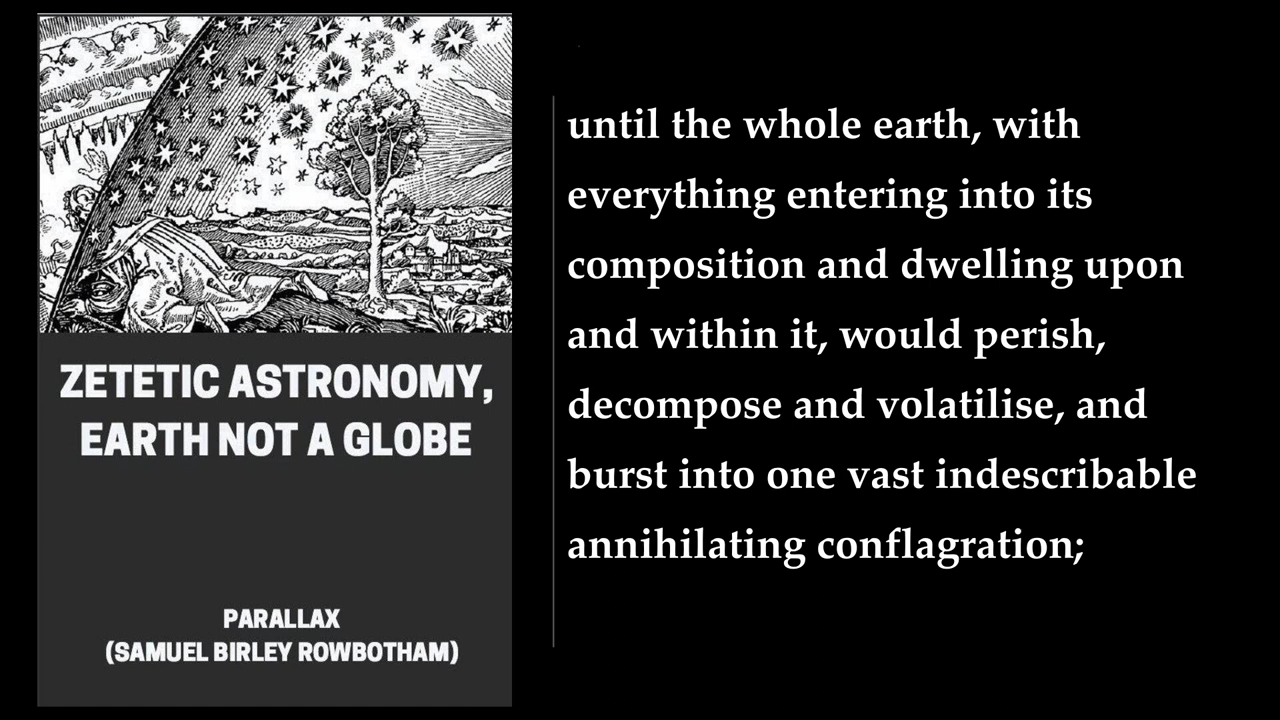 ZETETIC ASTRONOMY,
EARTH NOT A GLOBE
PARALLAX
(SAMUEL BIRLEY ROWBOTHAM)
until the whole earth, with
everything entering into its
composition and dwelling upon
and within it, would perish,
decompose and volatilise, and
burst into one vast indescribable
annihilating conflagration;